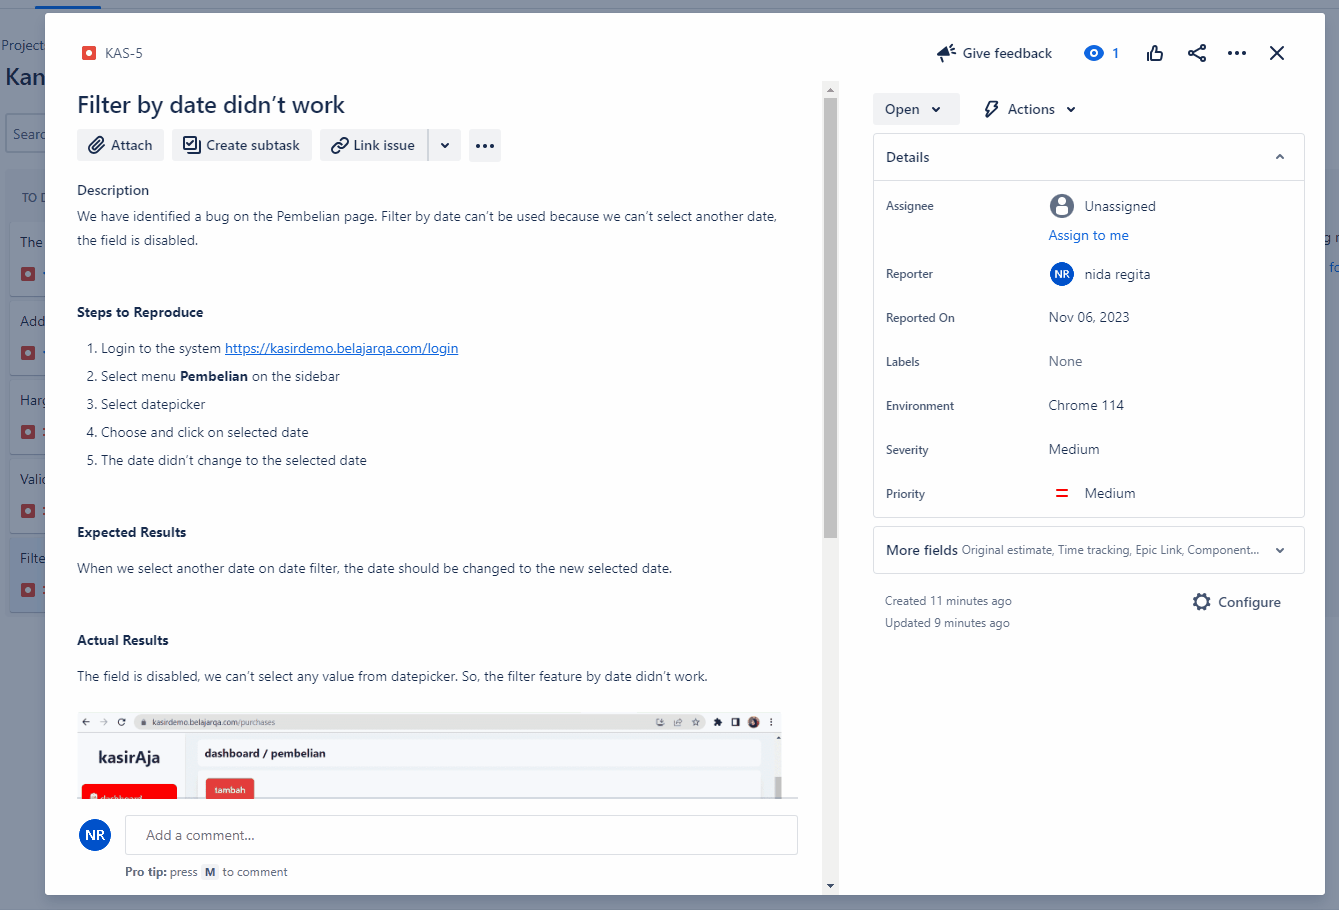 Project
Kan
Searc
TO D
The
Add
Harg
Valid
Filte
KAS-5
Give feedback
1
Filter by date didn’t work
Attach
Create subtask
Link issue
Description
We have identified a bug on the Pembelian page. Filter by date can’t be used because we can’t select another date,
the field is disabled.
Steps to Reproduce
1. Login to the system https://kasirdemo.belajarqa.com/login
2. Select menu Pembelian on the sidebar
3. Select datepicker
4. Choose and click on selected date
5. The date didn’t change to the selected date
Expected Results
When we select another date on date filter, the date should be changed to the new selected date.
Actual Results
The field is disabled, we can’t select any value from datepicker. So, the filter feature by date didn’t work.
kasirdemo.belajarqa.com/purchases
kasirAja
dashboard / pembelian
tambah
dashboard
NR
Add a comment...
Pro tip: press M to comment
Open
Actions
Details
Assignee
Unassigned
Assign to me
Reporter
NR nida regita
Reported On
Nov 06, 2023
Labels
None
Environment
Chrome 114
Severity
Medium
Priority
Medium
More fields Original estimate, Time tracking, Epic Link, Component...
Created 11 minutes ago
Configure
Updated 9 minutes ago